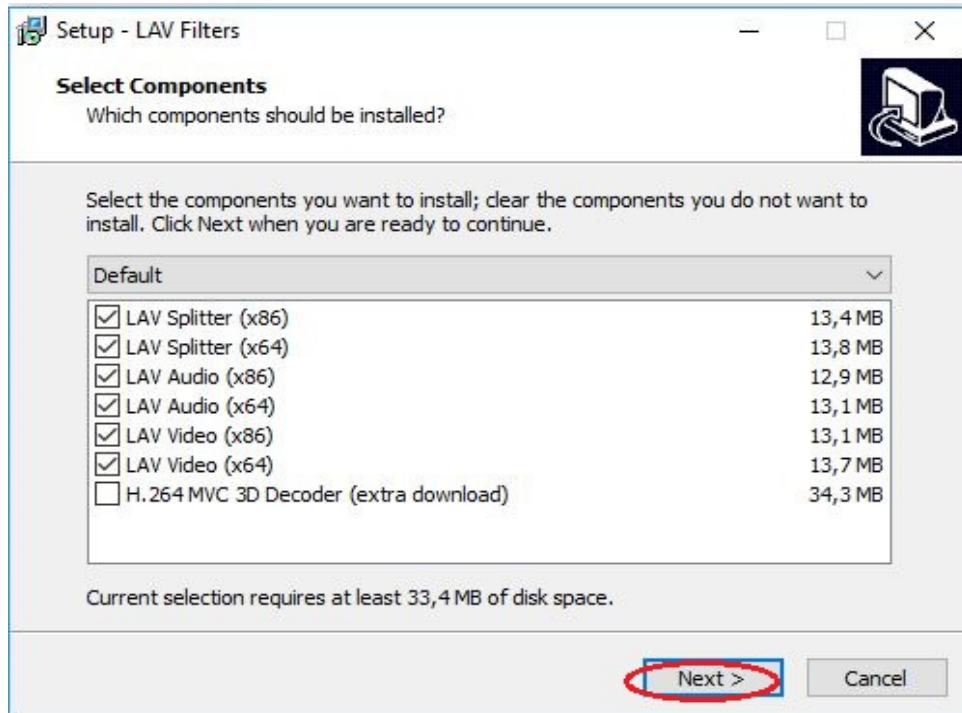 Setup - LAV Filters
Select Components
Which components should be installed?
Select the components you want to install; clear the components you do not want to
install. Click Next when you are ready to continue.
Default
LAV Splitter (x86) 13,4 MB
LAV Splitter (x64) 13,8 MB
LAV Audio (x86) 12,9 MB
LAV Audio (x64) 13,1 MB
LAV Video (x86) 13,1 MB
LAV Video (x64) 13,7 MB
H.264 MVC 3D Decoder (extra download) 34,3 MB
Current selection requires at least 33,4 MB of disk space.
Next > Cancel